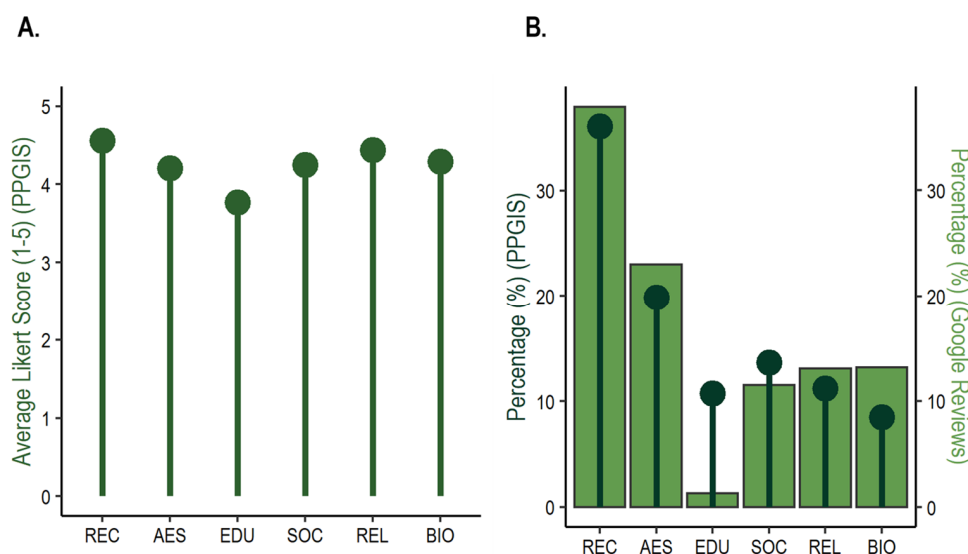 A.
Average Likert Score (1-5) (PPGIS)
5
4
3
2
1
0
REC AES EDU SOC REL BIO
B.
Percentage (%) (PPGIS)
30
20
10
0
REC AES EDU SOC REL BIO
30
20
10
0
Percentage (%) (Google Reviews)